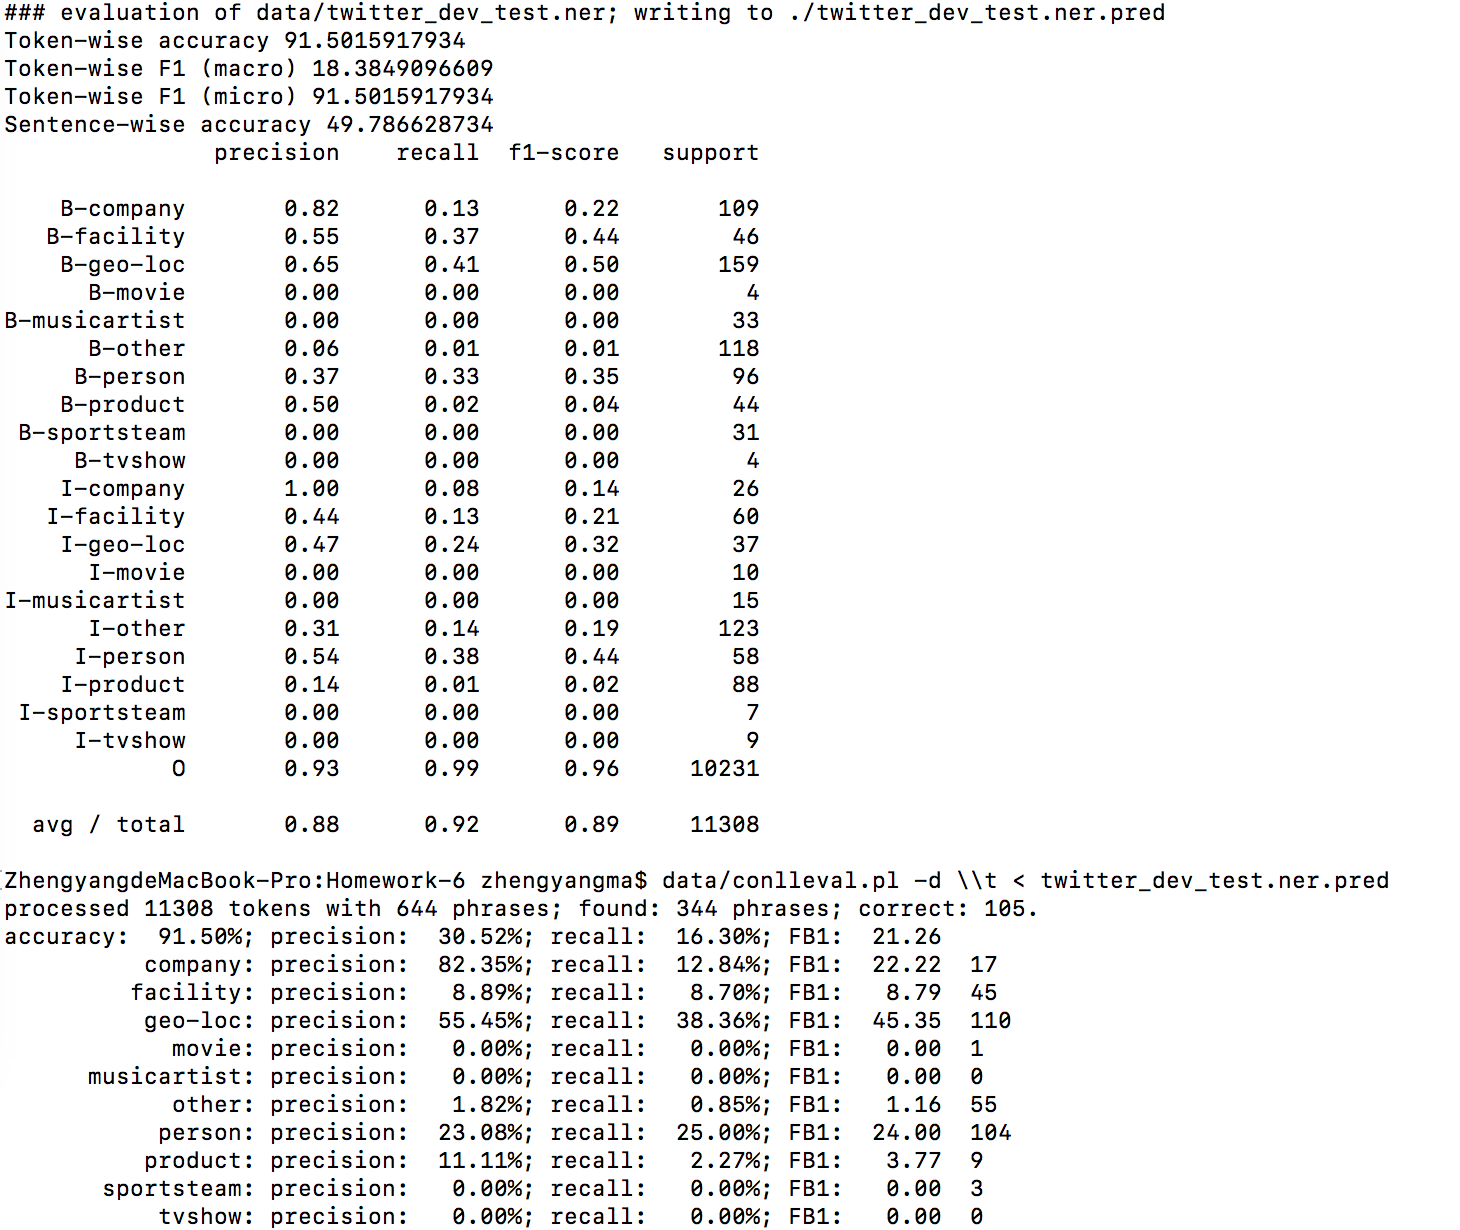 ### evaluation of data/twitter_dev_test.ner; writing to ./twitter_dev_test.ner.pred
Token-wise accuracy 91.5015917934
Token-wise F1 (macro) 18.3849096609
Token-wise F1 (micro) 91.5015917934
Sentence-wise accuracy 49.786628734
precision recall f1-score support
B-company 0.82 0.13 0.22 109
B-facility 0.55 0.37 0.44 46
B-geo-loc 0.65 0.41 0.50 159
B-movie 0.00 0.00 0.00 4
B-musicartist 0.00 0.00 0.00 33
B-other 0.06 0.01 0.01 118
B-person 0.37 0.33 0.35 96
B-product 0.50 0.02 0.04 44
B-sportsteam 0.00 0.00 0.00 31
B-tvshow 0.00 0.00 0.00 4
I-company 1.00 0.08 0.14 26
I-facility 0.44 0.13 0.21 60
I-geo-loc 0.47 0.24 0.32 37
I-movie 0.00 0.00 0.00 10
I-musicartist 0.00 0.00 0.00 15
I-other 0.31 0.14 0.19 123
I-person 0.54 0.38 0.44 58
I-product 0.14 0.01 0.02 88
I-sportsteam 0.00 0.00 0.00 7
I-tvshow 0.00 0.00 0.00 9
O 0.93 0.99 0.96 10231
avg / total 0.88 0.92 0.89 11308
ZhengyangdeMacBook-Pro:Homework-6 zhengyangma$ data/conlleval.pl -d \\t < twitter_dev_test.ner.pred
processed 11308 tokens with 644 phrases; found: 344 phrases; correct: 105.
accuracy: 91.50%; precision: 30.52%; recall: 16.30%; FB1: 21.26
company: precision: 82.35%; recall: 12.84%; FB1: 22.22 17
facility: precision: 8.89%; recall: 8.70%; FB1: 8.79 45
geo-loc: precision: 55.45%; recall: 38.36%; FB1: 45.35 110
movie: precision: 0.00%; recall: 0.00%; FB1: 0.00 1
musicartist: precision: 0.00%; recall: 0.00%; FB1: 0.00 0
other: precision: 1.82%; recall: 0.85%; FB1: 1.16 55
person: precision: 23.08%; recall: 25.00%; FB1: 24.00 104
product: precision: 11.11%; recall: 2.27%; FB1: 3.77 9
sportsteam: precision: 0.00%; recall: 0.00%; FB1: 0.00 3
tvshow: precision: 0.00%; recall: 0.00%; FB1: 0.00 0